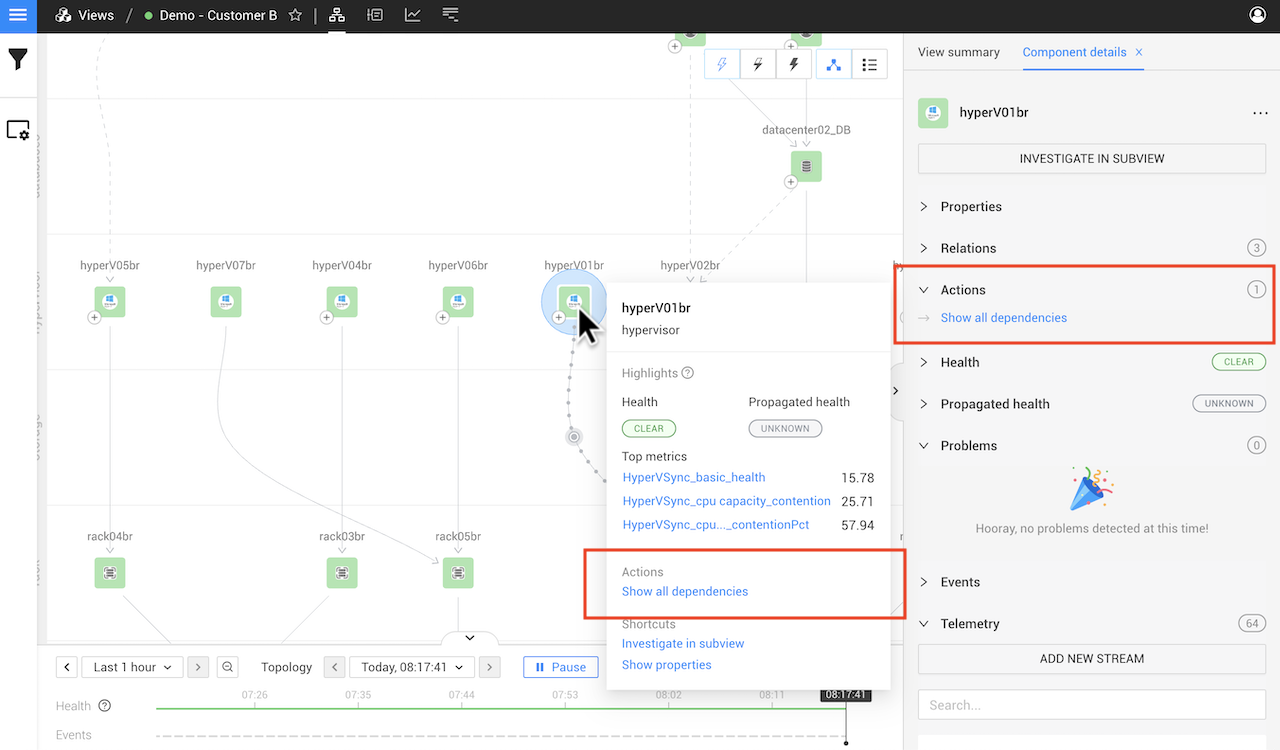 Views / Demo - Customer B
datacenter02_DB
hyperV05br
hyperV07br
hyperV04br
hyperV06br
hyperV01br
hyperV02br
rack04br
rack03br
rack05br
hyperV01br
hypervisor
Highlights ?
Health Propagated health
CLEAR UNKNOWN
Top metrics
HyperVSync_basic_health 15.78
HyperVSync_cpu capacity_contention 25.71
HyperVSync_cpu..._contentionPct 57.94
Actions
Show all dependencies
Shortcuts
Investigate in subview
Show properties
View summary Component details ×
hyperV01br ...
INVESTIGATE IN SUBVIEW
Properties
Relations 3
Actions 1
Show all dependencies
Health CLEAR
Propagated health UNKNOWN
Problems 0
Hooray, no problems detected at this time!
Events
Telemetry 64
ADD NEW STREAM
Search...
Last 1 hour Topology Today, 08:17:41 Pause
07:26 07:35 07:44 07:53 08:02 08:11 08:17:41
Health ?
Events